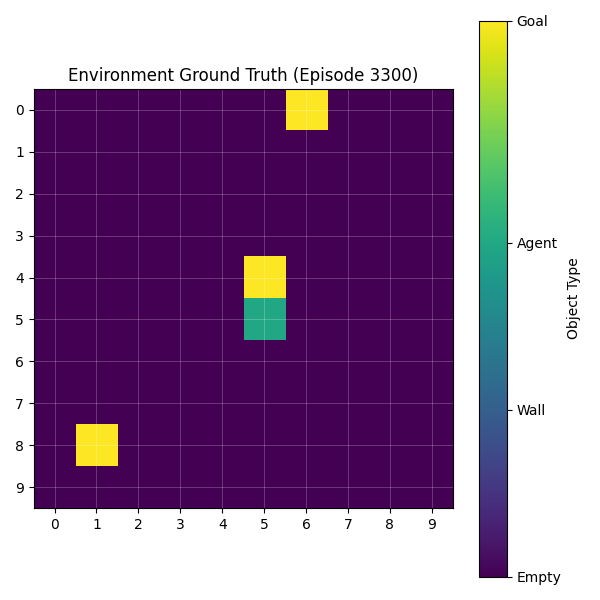 Environment Ground Truth (Episode 3300)
0
1
2
3
4
5
6
7
8
9
0 1 2 3 4 5 6 7 8 9
Goal
Agent
Wall
Empty
Object Type